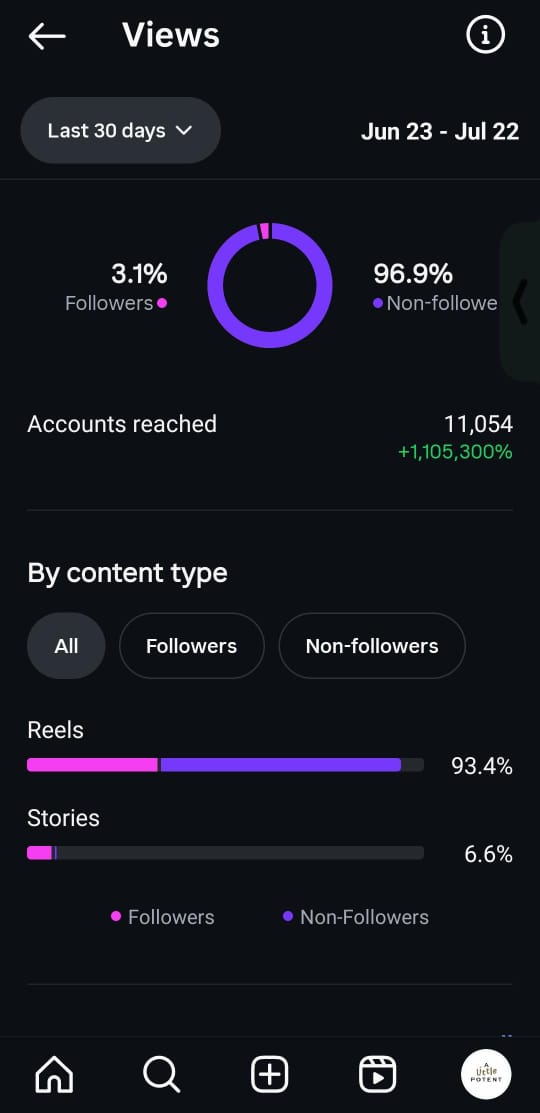 Views
Last 30 days
Jun 23 - Jul 22
3.1%
Followers
96.9%
Non-followe
Accounts reached
11,054
+1,105,300%
By content type
All
Followers
Non-followers
Reels
93.4%
Stories
6.6%
Followers
Non-Followers
A
little
POTENT